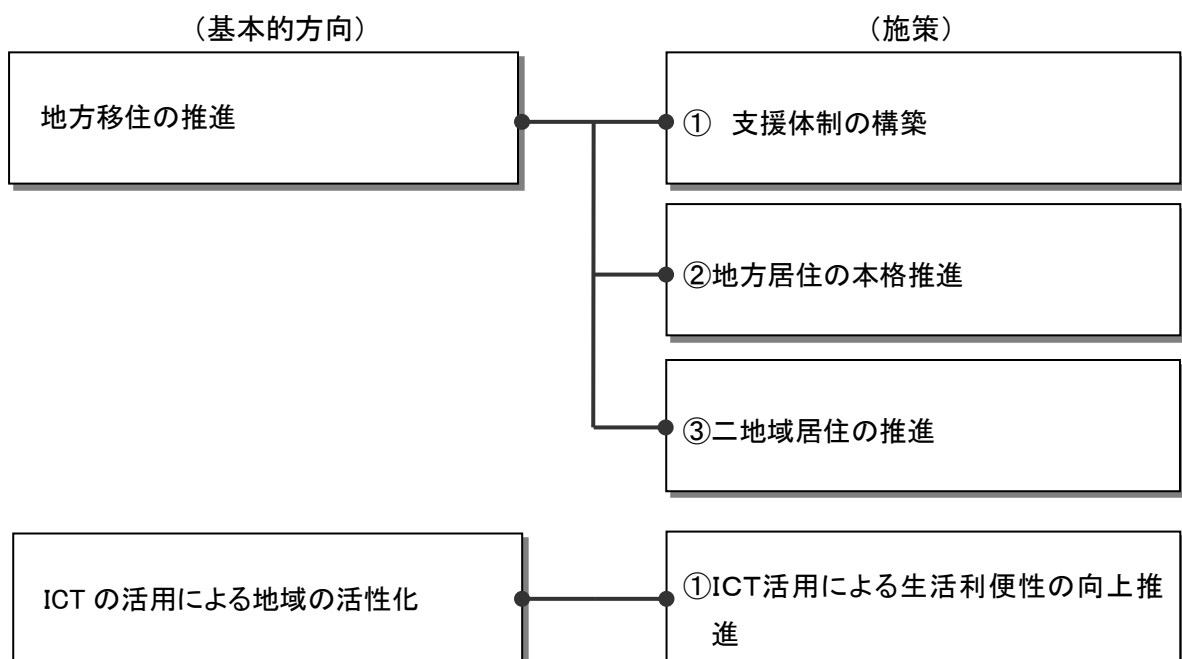 （基本的方向）
（施策）
地方移住の推進
① 支援体制の構築
②地方居住の本格推進
③二地域居住の推進
ICT の活用による地域の活性化
①ICT活用による生活利便性の向上推
進